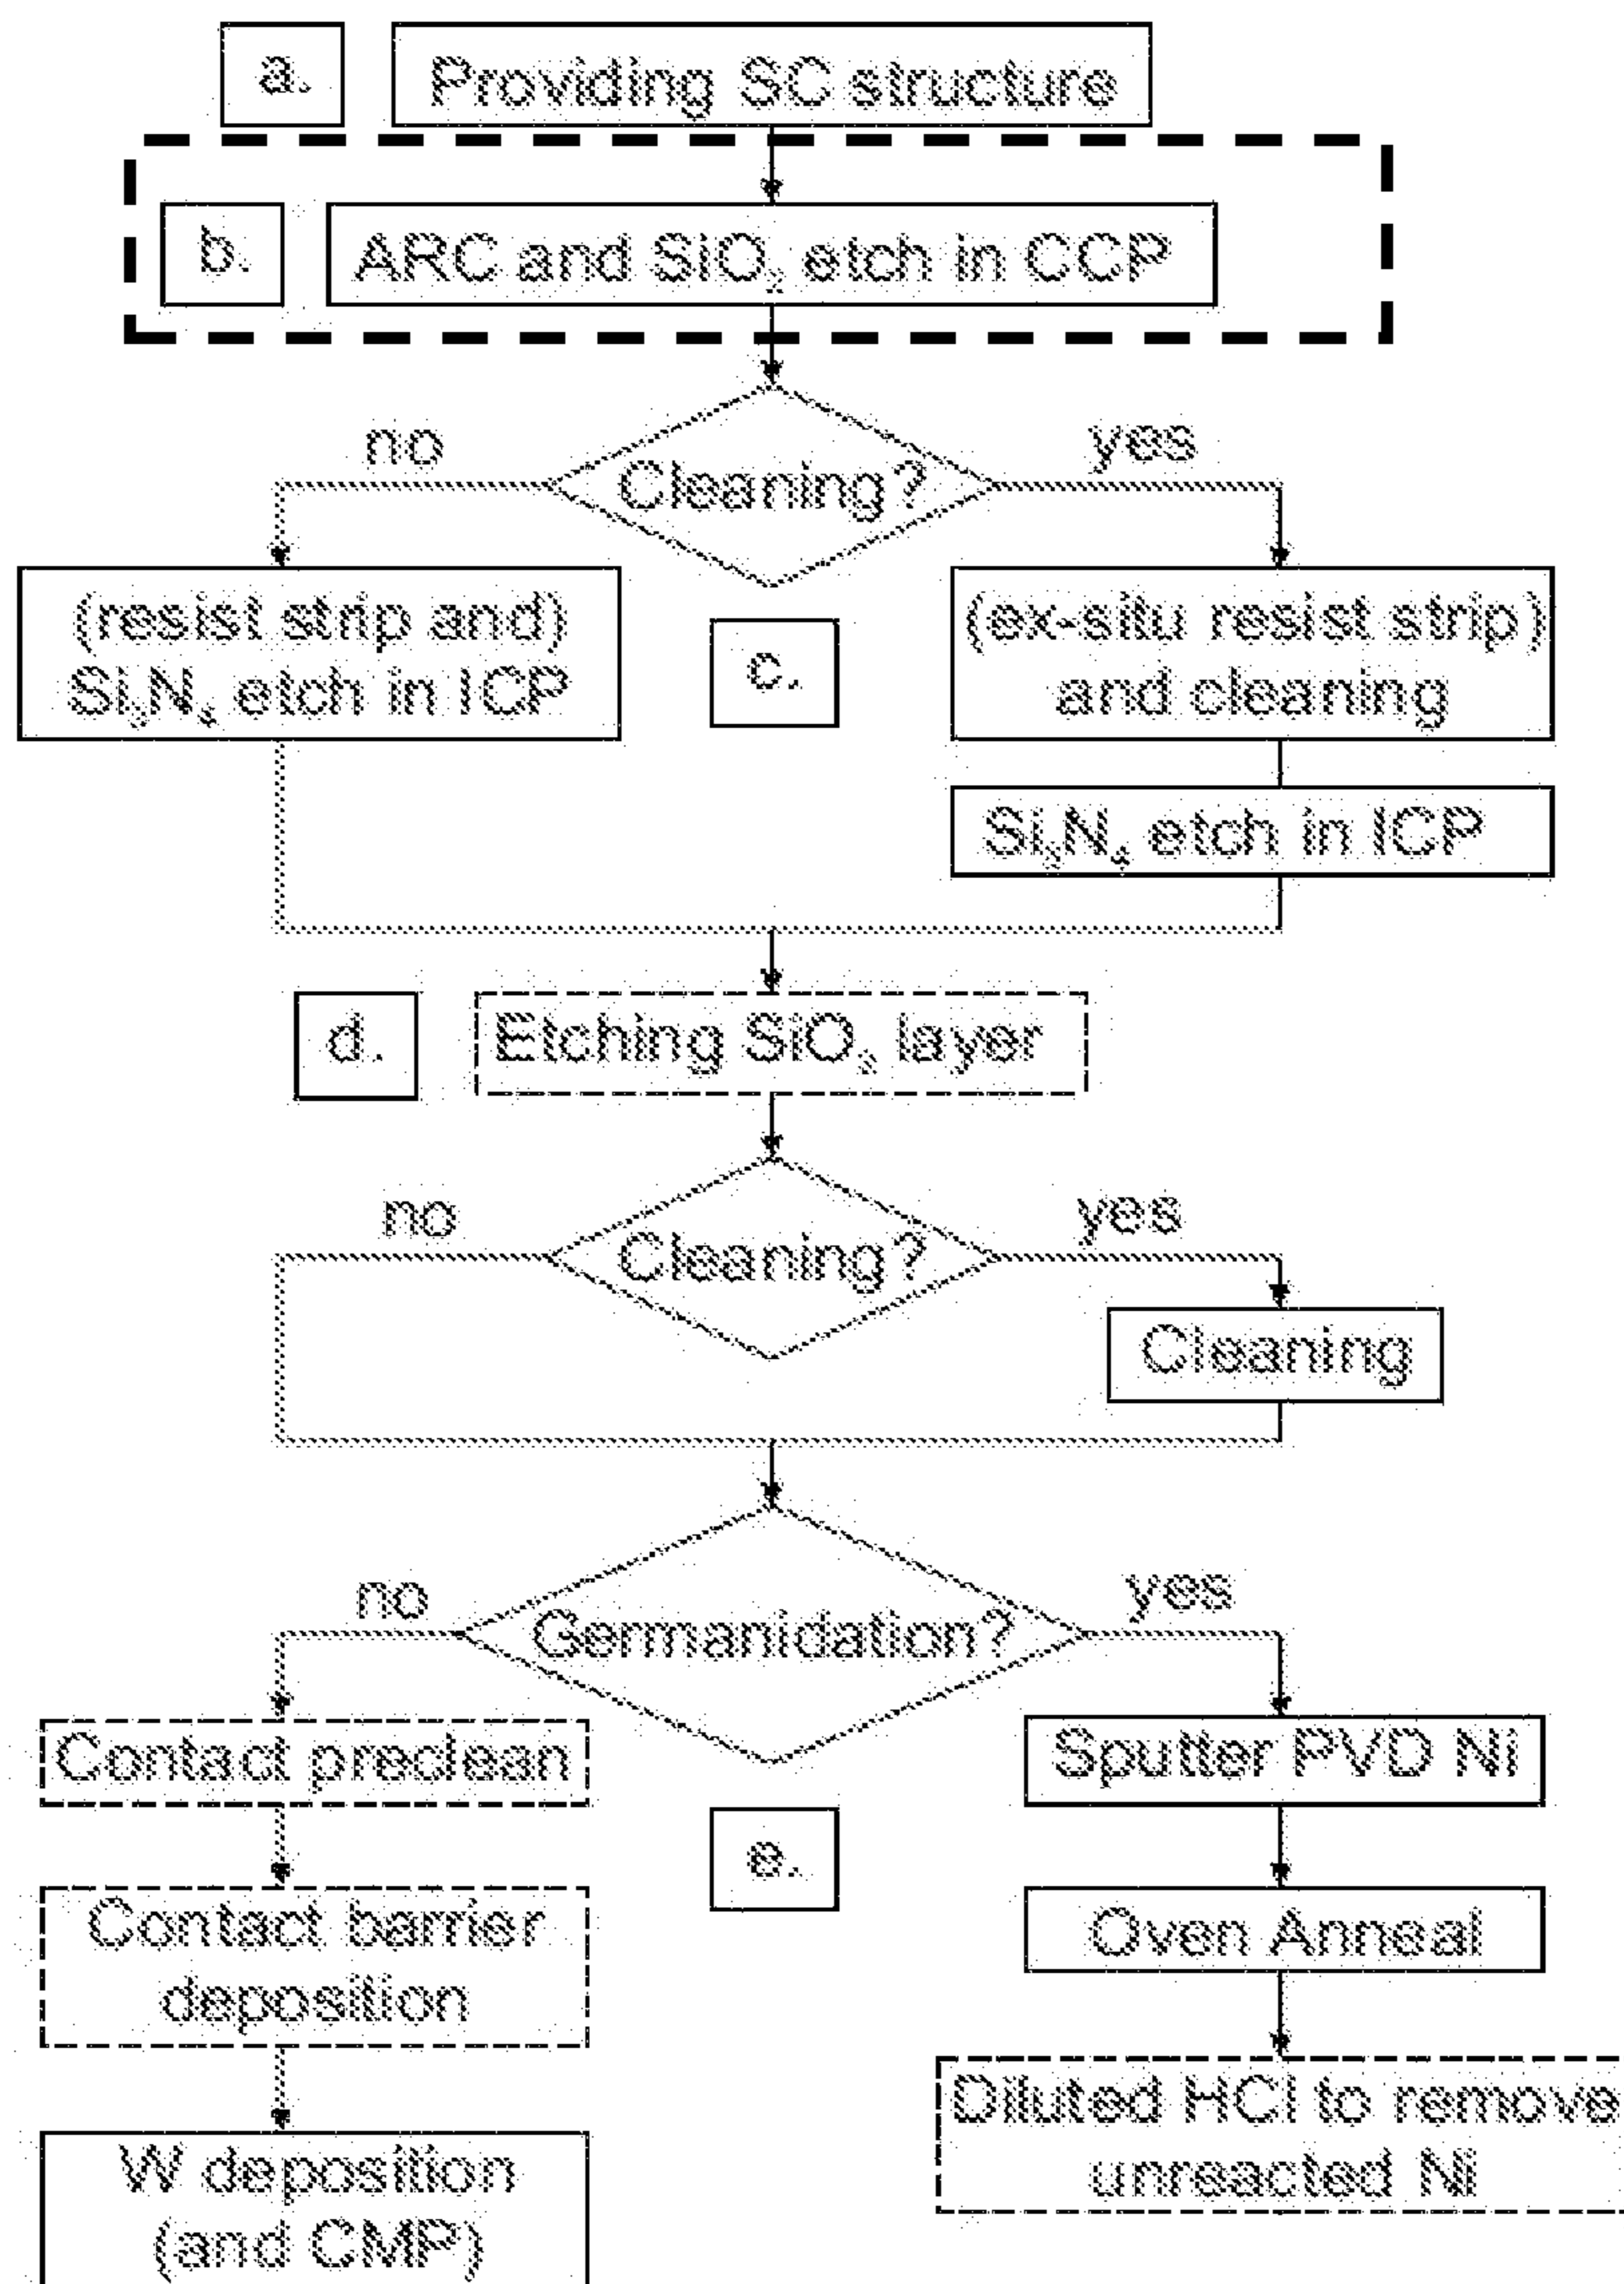 a.
Providing SC structure
b.
ARC and SiO₂ etch in CCP
no
yes
Cleaning?
(resist strip and)
Si₃N₄ etch in ICP
c.
(ex-situ resist strip)
and cleaning
Si₃N₄ etch in ICP
d.
Etching SiO₂ layer
no
yes
Cleaning?
Cleaning
no
yes
Germanidation?
Contact preclean
Sputter PVD Ni
e.
Contact barrier
deposition
Oven Anneal
Diluted HCl to remove
unreacted Ni
W deposition
(and CMP)